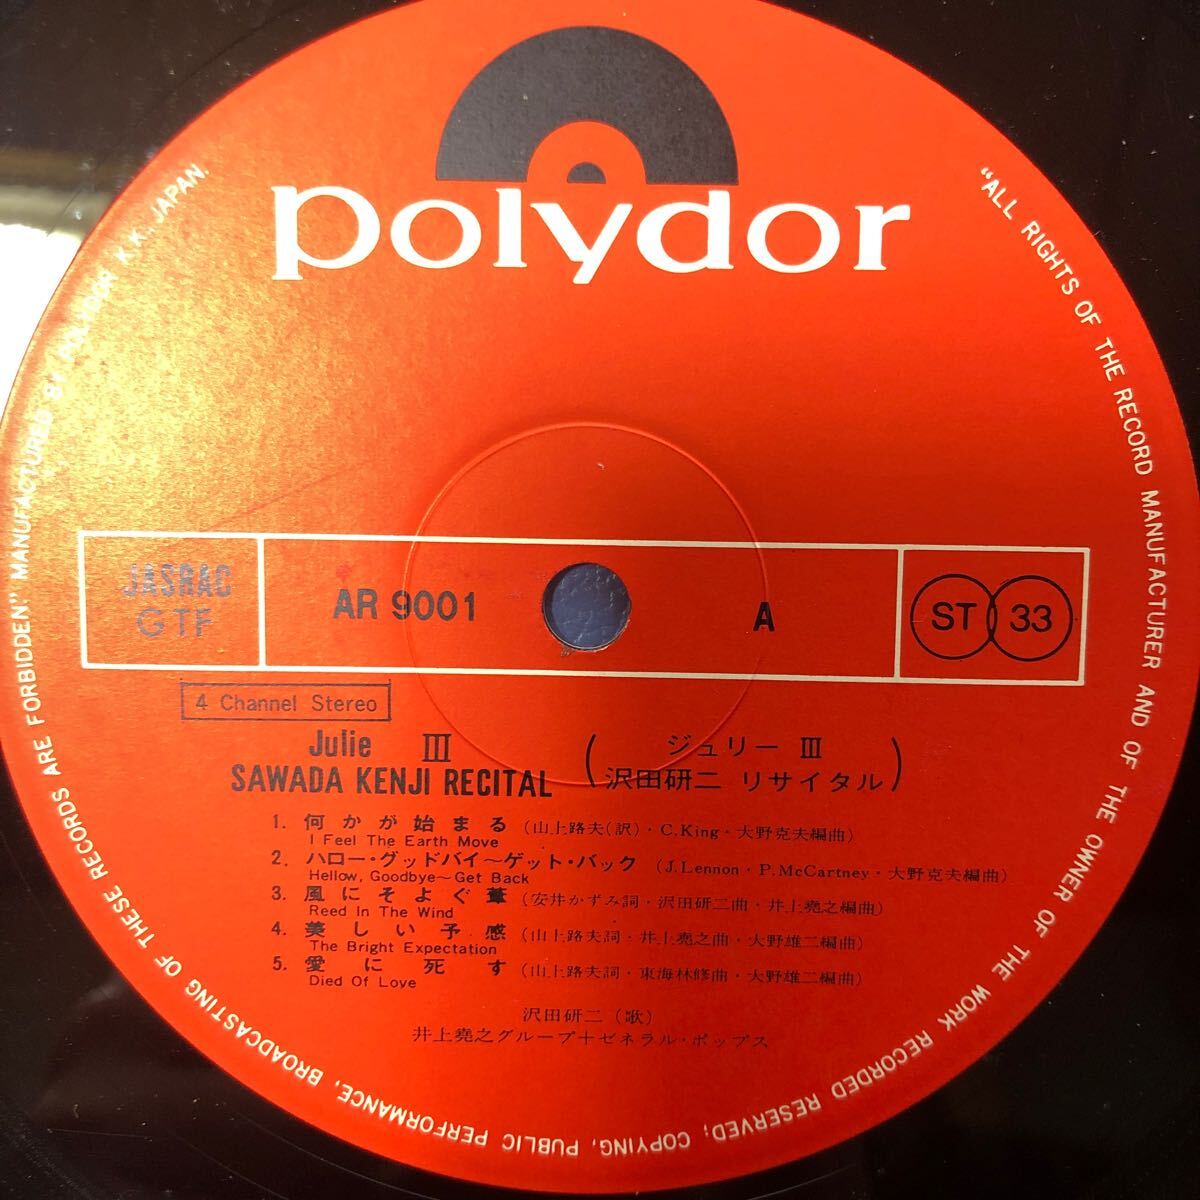 polydor
JASRAC
GTF
AR 9001
A
ST 33
4 Channel Stereo
Julie III
SAWADA KENJI RECITAL
(ジュリー III
沢田研二 リサイタル)
1. 何かが始まる (山上路夫(訳)・C.King・大野克夫編曲)
I Feel The Earth Move
2. ハロー・グッドバイ～ゲット・バック (J.Lennon・P.McCartney・大野克夫編曲)
Hellow, Goodbye～Get Back
3. 風にそよぐ葦 (安井かずみ詞・沢田研二曲・井上堯之編曲)
Reed In The Wind
4. 美しい予感 (山上路夫詞・井上堯之曲・大野雄二編曲)
The Bright Expectation
5. 愛に死す (山上路夫詞・東海林修曲・大野雄二編曲)
Died Of Love
沢田研二 (歌)
井上堯之グループ+ゼネラル・ポップス
"ALL RIGHTS OF THE RECORD MANUFACTURER AND OF THE OWNER OF THE WORK RECORDED RESERVED; COPYING, PUBLIC PERFORMANCE, BROADCASTING OF THESE RECORDS ARE FORBIDDEN" MANUFACTURED BY POLYDOR K.K., JAPAN.